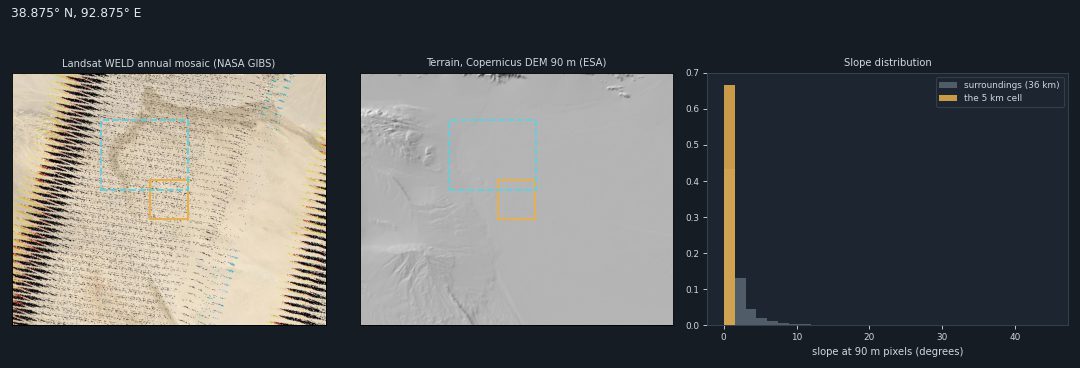 38.875° N, 92.875° E
Landsat WELD annual mosaic (NASA GIBS)
Terrain, Copernicus DEM 90 m (ESA)
Slope distribution
0.7
0.6
0.5
0.4
0.3
0.2
0.1
0.0
surroundings (36 km)
the 5 km cell
0
10
20
30
40
slope at 90 m pixels (degrees)